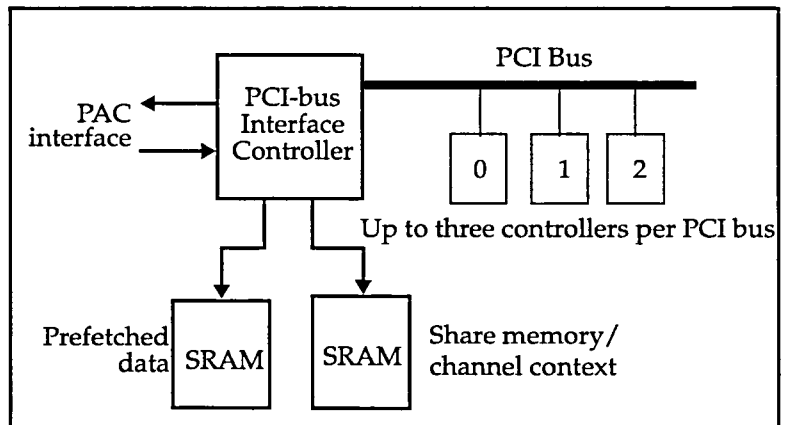 PCI Bus
PAC
interface
PCI-bus
Interface
Controller
0
1
2
Up to three controllers per PCI bus
Prefetched
data
SRAM
SRAM
Share memory/
channel context